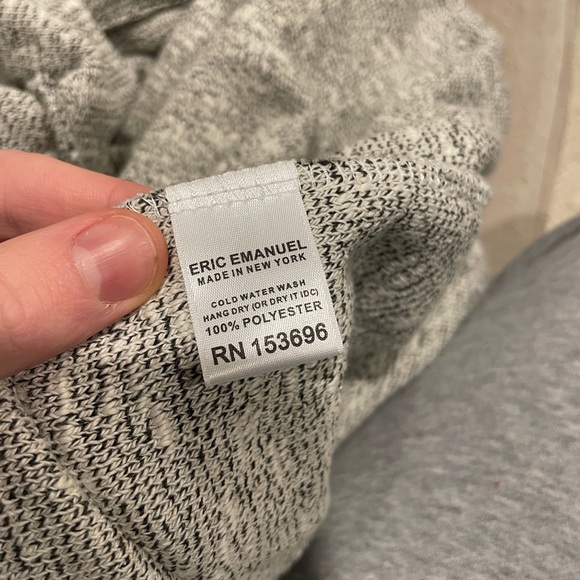 ERIC EMANUEL
MADE IN NEW YORK
COLD WATER WASH
HANG DRY (OR DRY IT IDC)
100% POLYESTER
RN 153696